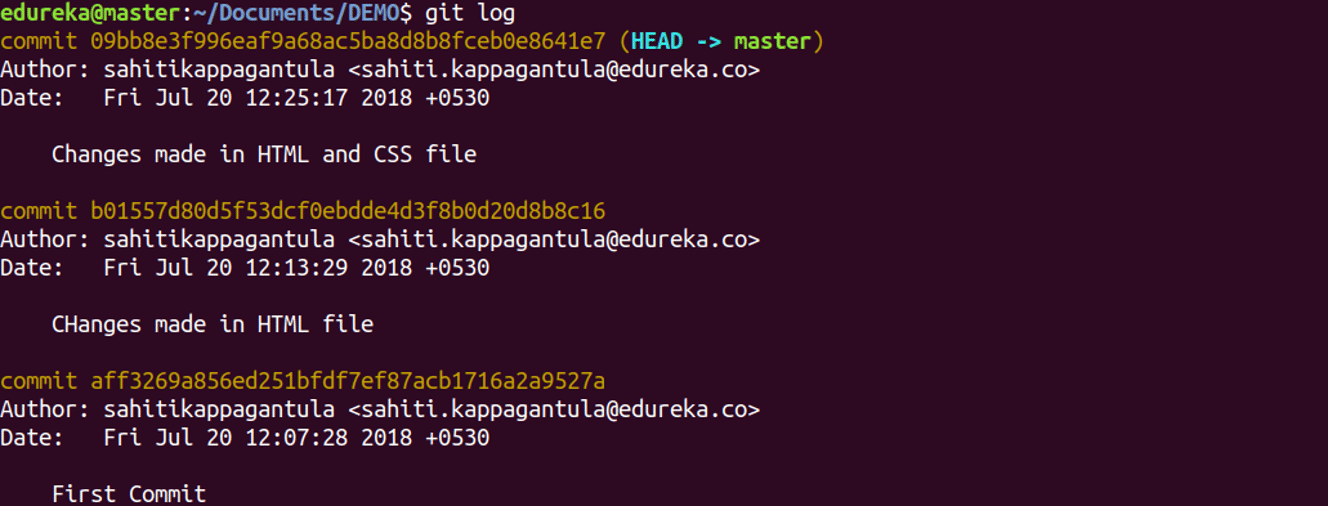 edureka@master:~/Documents/DEMO$ git log
commit 09bb8e3f996eaf9a68ac5ba8d8b8fceb0e8641e7 (HEAD -> master)
Author: sahitikappagantula <sahiti.kappagantula@edureka.co>
Date:   Fri Jul 20 12:25:17 2018 +0530
Changes made in HTML and CSS file
commit b01557d80d5f53dcf0ebdde4d3f8b0d20d8b8c16
Author: sahitikappagantula <sahiti.kappagantula@edureka.co>
Date:   Fri Jul 20 12:13:29 2018 +0530
CHanges made in HTML file
commit aff3269a856ed251bfdf7ef87acb1716a2a9527a
Author: sahitikappagantula <sahiti.kappagantula@edureka.co>
Date:   Fri Jul 20 12:07:28 2018 +0530
First Commit